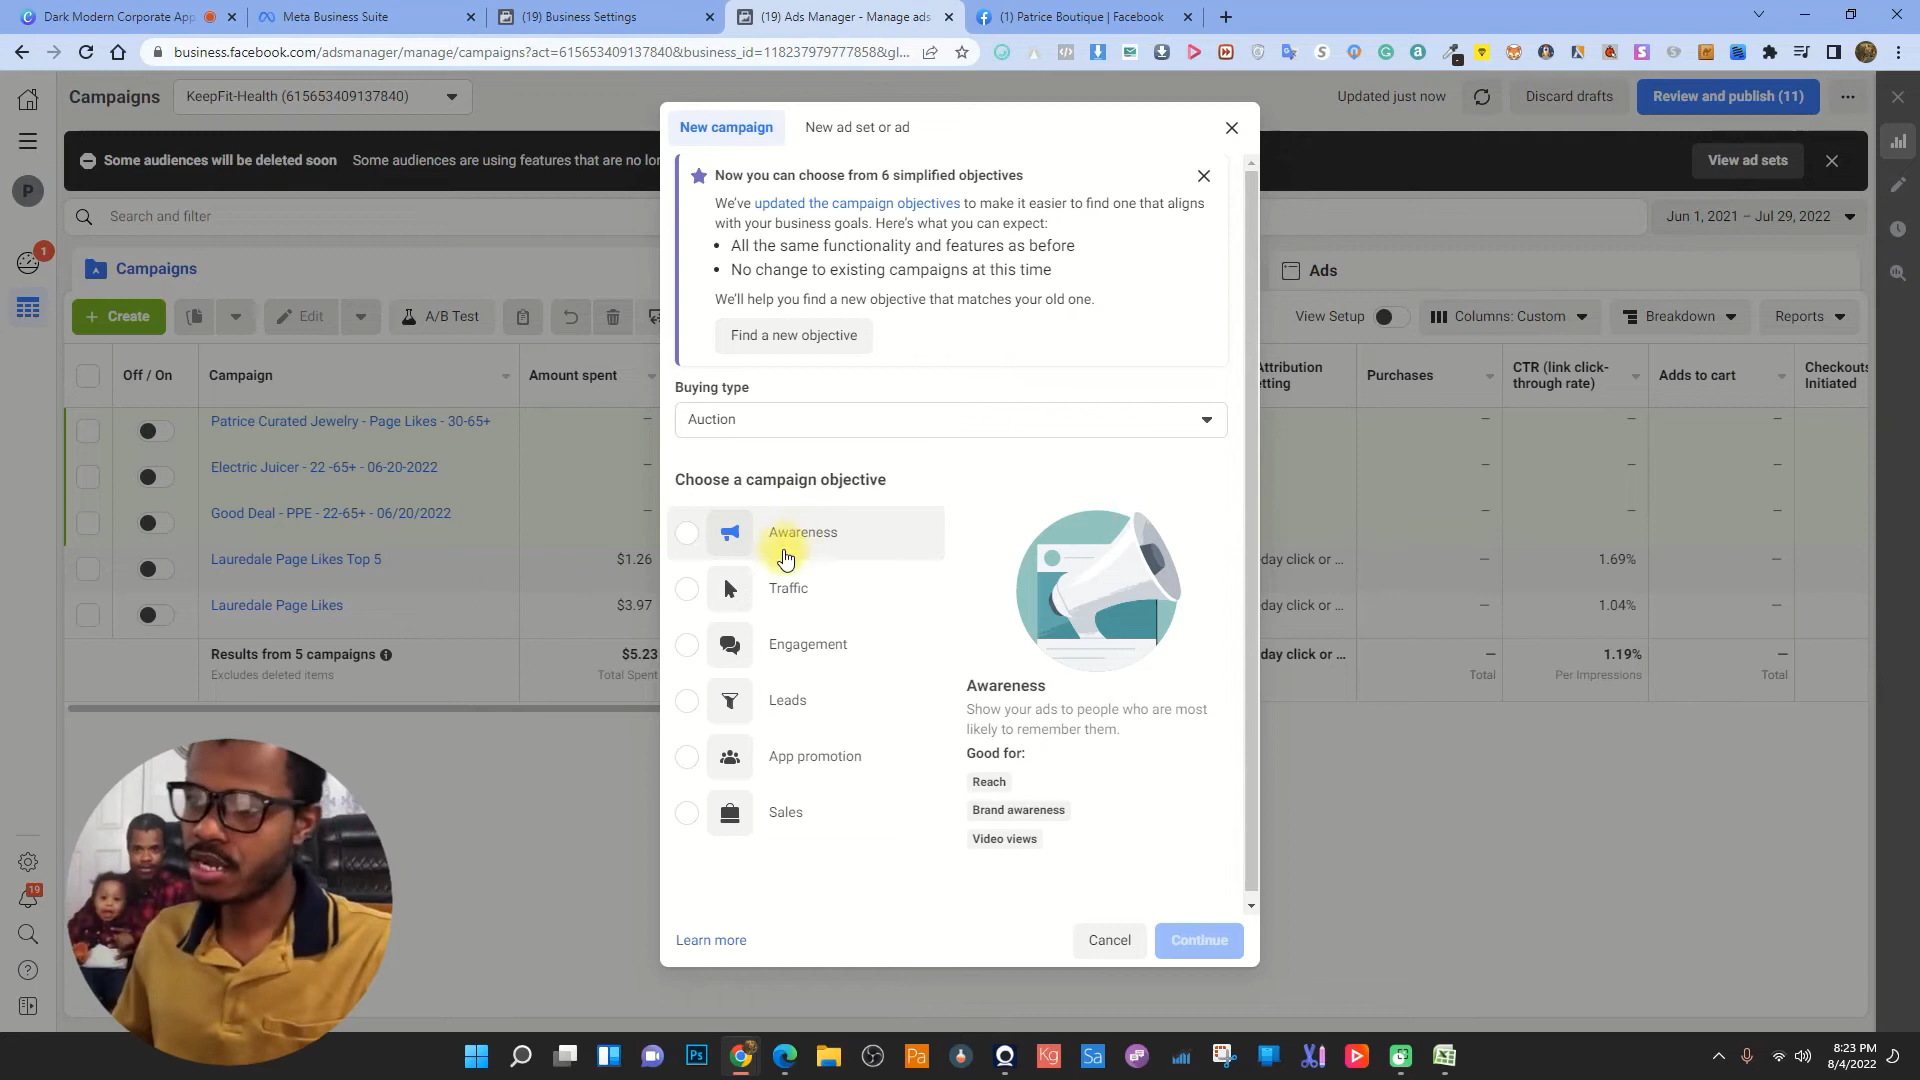 Dark Modern Corporate App
Meta Business Suite
(19) Business Settings
(19) Ads Manager - Manage ads
(1) Patrice Boutique | Facebook
business.facebook.com/adsmanager/manage/campaigns?act=615653409137840&business_id=1182379797777858&gl...
Campaigns
KeepFit-Health (615653409137840)
Updated just now
Discard drafts
Review and publish (11)
Some audiences will be deleted soon
Some audiences are using features that are no lon
View ad sets
P
Search and filter
Jun 1, 2021 – Jul 29, 2022
1
Campaigns
Ads
+ Create
Edit
A/B Test
View Setup
Columns: Custom
Breakdown
Reports
Off / On
Campaign
Amount spent
Attribution
etting
Purchases
CTR (link click-
through rate)
Adds to cart
Checkouts
Initiated
Patrice Curated Jewelry - Page Likes - 30-65+
–
–
–
–
Electric Juicer - 22 -65+ - 06-20-2022
–
–
–
–
Good Deal - PPE - 22-65+ - 06/20/2022
–
–
–
–
Lauredale Page Likes Top 5
$1.26
day click or ...
–
1.69%
–
Lauredale Page Likes
$3.97
day click or ...
–
1.04%
–
Results from 5 campaigns
Excludes deleted items
$5.23
Total Spent
day click or ...
–
Total
1.19%
Per Impressions
–
Total
New campaign
New ad set or ad
Now you can choose from 6 simplified objectives
We've updated the campaign objectives to make it easier to find one that aligns
with your business goals. Here's what you can expect:
• All the same functionality and features as before
• No change to existing campaigns at this time
We'll help you find a new objective that matches your old one.
Find a new objective
Buying type
Auction
Choose a campaign objective
Awareness
Traffic
Engagement
Leads
App promotion
Sales
Awareness
Show your ads to people who are most
likely to remember them.
Good for:
Reach
Brand awareness
Video views
Learn more
Cancel
Continue
19
Ps
Pa
Kg
Sa
8:23 PM
8/4/2022